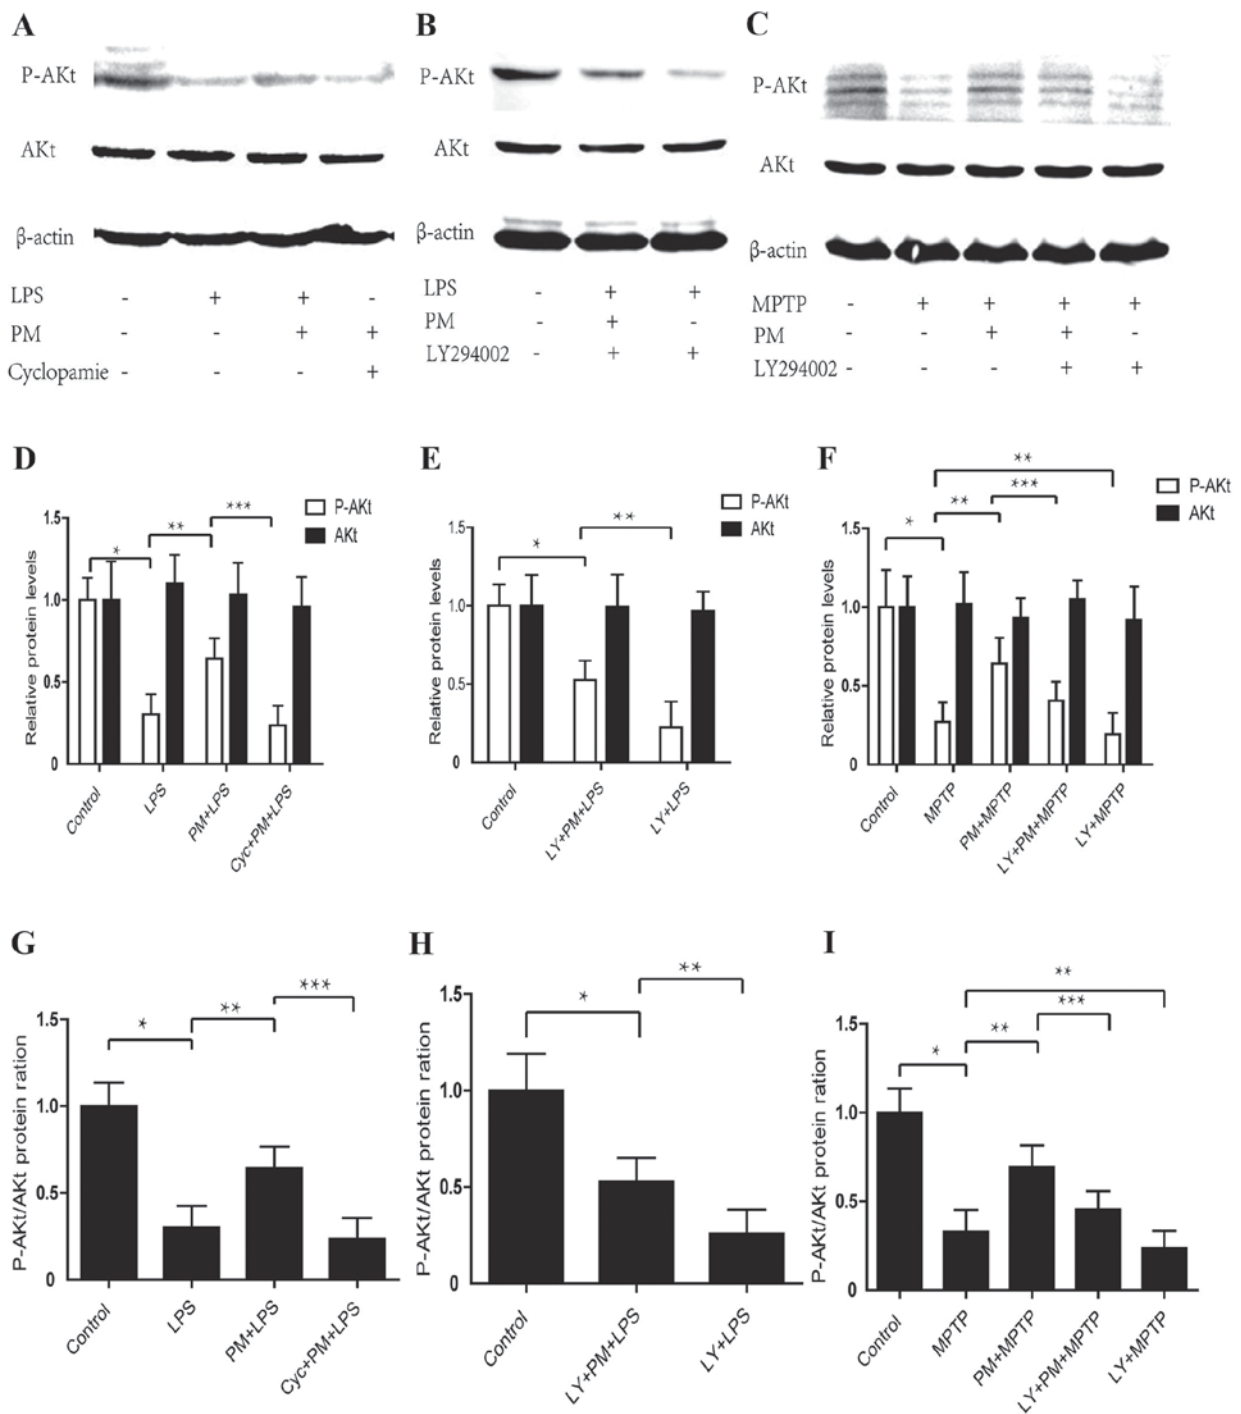 A
P-AKt
AKt
β-actin
LPS - + + -
PM - - + +
Cyclopamie - - - +
B
P-AKt
AKt
β-actin
LPS - + +
PM - + -
LY294002 - + +
C
P-AKt
AKt
β-actin
MPTP - + + + +
PM - - + + -
LY294002 - - - + +
D
Relative protein levels
1.5
1.0
0.5
0
* ** ***
P-AKt
AKt
Control
LPS
PM+LPS
Cyc+PM+LPS
E
Relative protein levels
1.5
1.0
0.5
0
* **
P-AKt
AKt
Control
LY+PM+LPS
LY+LPS
F
Relative protein levels
1.5
1.0
0.5
0
* ** *** **
P-AKt
AKt
Control
MPTP
PM+MPTP
LY+PM+MPTP
LY+MPTP
G
P-AKt/AKt protein ration
1.5
1.0
0.5
0
* ** ***
Control
LPS
PM+LPS
Cyc+PM+LPS
H
P-AKt/AKt protein ration
1.5
1.0
0.5
0
* **
Control
LY+PM+LPS
LY+LPS
I
P-AKt/AKt protein ration
1.5
1.0
0.5
0
* ** *** **
Control
MPTP
PM+MPTP
LY+PM+MPTP
LY+MPTP